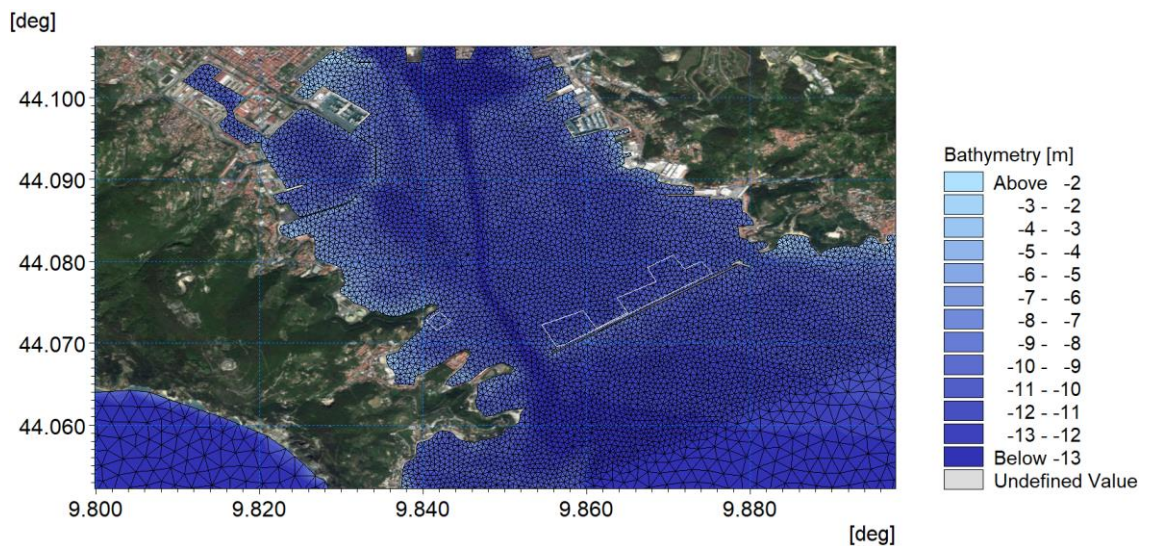 [deg]
44.100
44.090
44.080
44.070
44.060
9.800 9.820 9.840 9.860 9.880
[deg]
Bathymetry [m]
Above -2
-3 - -2
-4 - -3
-5 - -4
-6 - -5
-7 - -6
-8 - -7
-9 - -8
-10 - -9
-11 - -10
-12 - -11
-13 - -12
Below -13
Undefined Value